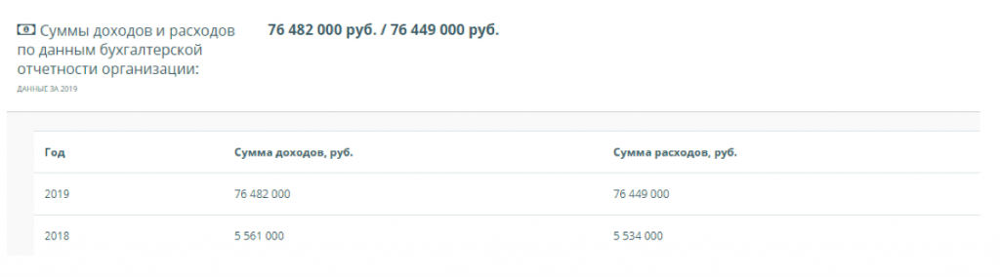 Суммы доходов и расходов 76 482 000 руб. / 76 449 000 руб.
по данным бухгалтерской
отчетности организации:
ДАННЫЕ ЗА 2019
Год Сумма доходов, руб. Сумма расходов, руб.
2019 76 482 000 76 449 000
2018 5 561 000 5 534 000